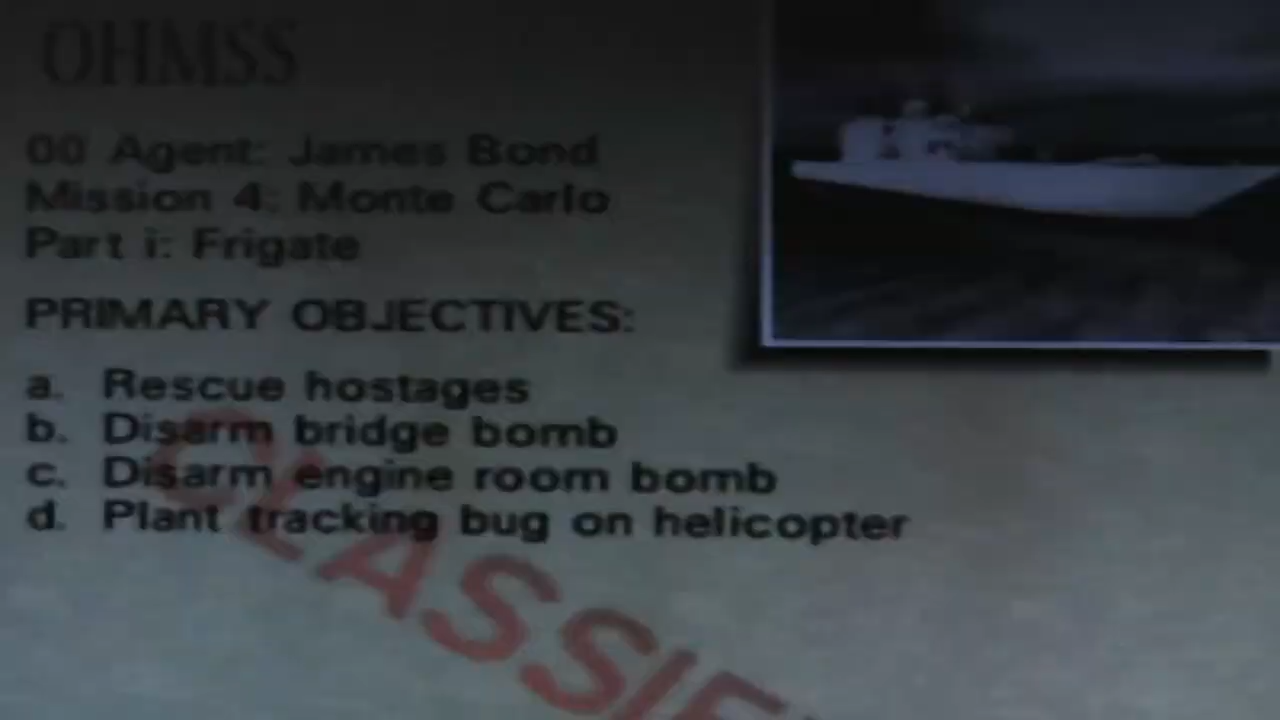 OHMSS
00 Agent: James Bond
Mission 4: Monte Carlo
Part i: Frigate
PRIMARY OBJECTIVES:
a. Rescue hostages
b. Disarm bridge bomb
c. Disarm engine room bomb
d. Plant tracking bug on helicopter
CLASSIF